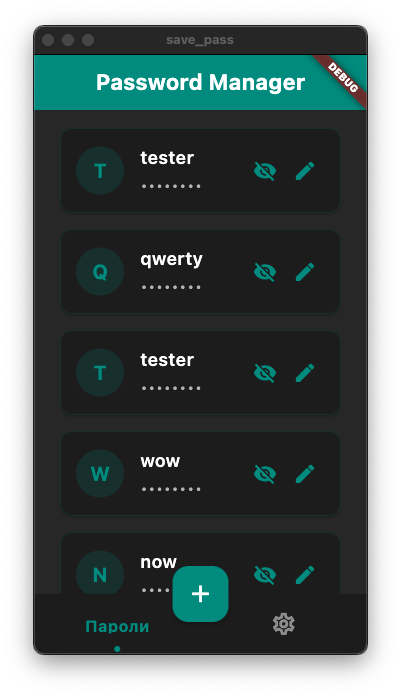 save_pass
DEBUG
Password Manager
T
tester
••••••••
Q
qwerty
••••••••
T
tester
••••••••
W
wow
••••••••
N
now
••••
+
Пароли